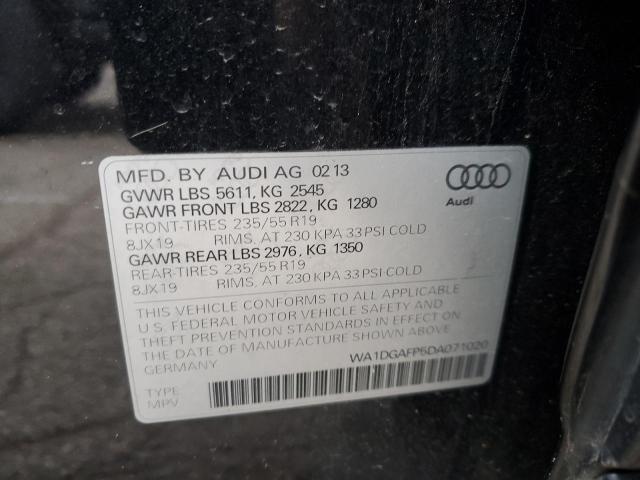 MFD. BY AUDI AG 02 13
GVWR LBS 5611, KG 2545
GAWR FRONT LBS 2822, KG 1280
FRONT-TIRES 235/55 R19
8JX19 RIMS, AT 230 KPA 33 PSI COLD
GAWR REAR LBS 2976, KG 1350
REAR-TIRES 235/55 R19
8JX19 RIMS, AT 230 KPA 33 PSI COLD
THIS VEHICLE CONFORMS TO ALL APPLICABLE
U.S. FEDERAL MOTOR VEHICLE SAFETY AND
THEFT PREVENTION STANDARDS IN EFFECT ON
THE DATE OF MANUFACTURE SHOWN ABOVE
GERMANY
WA1DGAFP5DA071020
TYPE
MPV
Audi